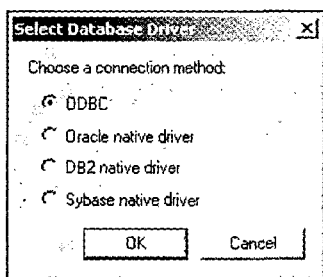 Select Database Driver
Choose a connection method:
ODBC
Oracle native driver
DB2 native driver
Sybase native driver
OK
Cancel